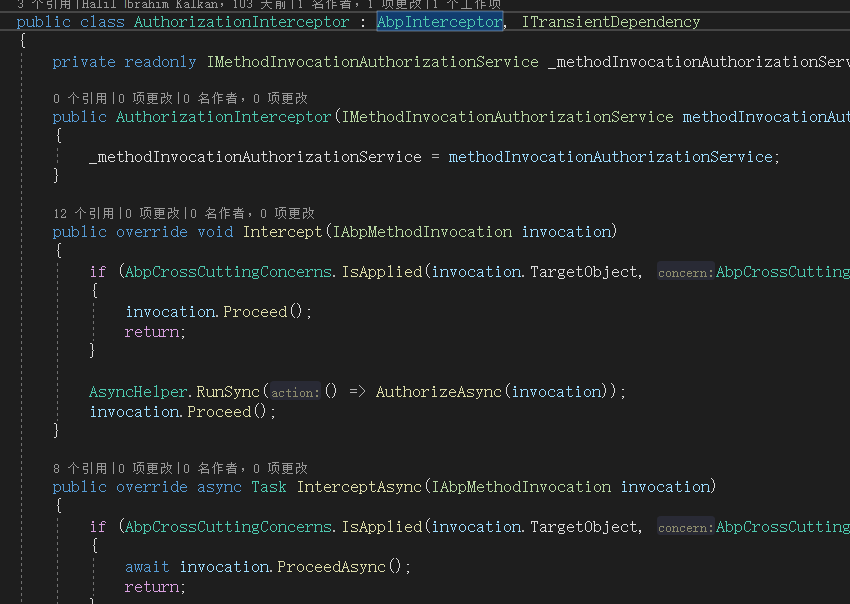 3 个引用|Halil İbrahim Kalkan，103 天前|1 名作者，1 项更改|1 个工作项
public class AuthorizationInterceptor : AbpInterceptor, ITransientDependency
{
private readonly IMethodInvocationAuthorizationService _methodInvocationAuthorizationServ
0 个引用|0 项更改|0 名作者，0 项更改
public AuthorizationInterceptor(IMethodInvocationAuthorizationService methodInvocationAut
{
_methodInvocationAuthorizationService = methodInvocationAuthorizationService;
}
12 个引用|0 项更改|0 名作者，0 项更改
public override void Intercept(IAbpMethodInvocation invocation)
{
if (AbpCrossCuttingConcerns.IsApplied(invocation.TargetObject, concern:AbpCrossCutting
{
invocation.Proceed();
return;
}
AsyncHelper.RunSync(action:() => AuthorizeAsync(invocation));
invocation.Proceed();
}
8 个引用|0 项更改|0 名作者，0 项更改
public override async Task InterceptAsync(IAbpMethodInvocation invocation)
{
if (AbpCrossCuttingConcerns.IsApplied(invocation.TargetObject, concern:AbpCrossCutting
{
await invocation.ProceedAsync();
return;
}